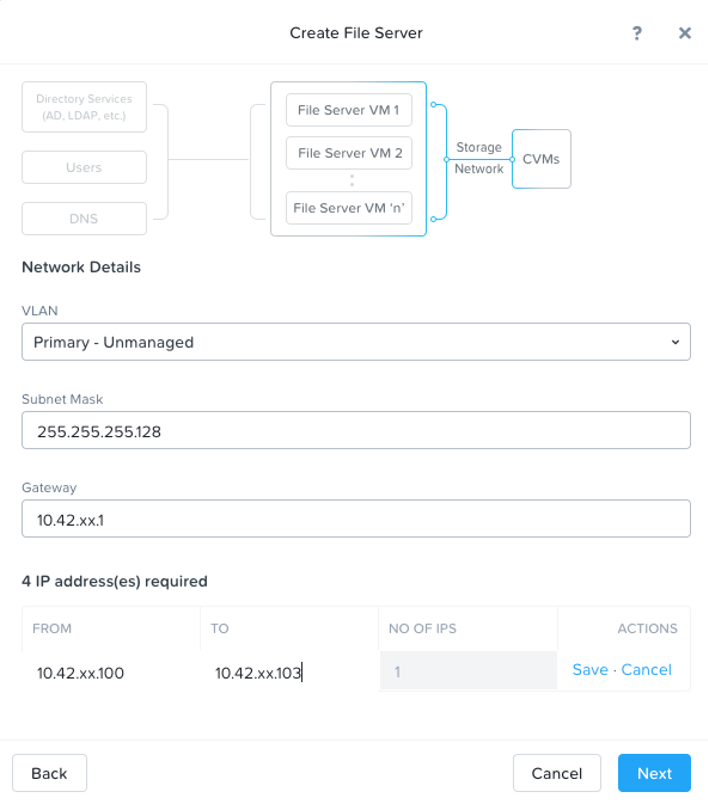 Create File Server
?
Directory Services
(AD, LDAP, etc.)
Users
DNS
File Server VM 1
File Server VM 2
File Server VM 'n'
Storage
Network
CVMs
Network Details
VLAN
Primary - Unmanaged
Subnet Mask
255.255.255.128
Gateway
10.42.xx.1
4 IP address(es) required
FROM TO NO OF IPS ACTIONS
10.42.xx.100 10.42.xx.103 1 Save · Cancel
Back Cancel Next